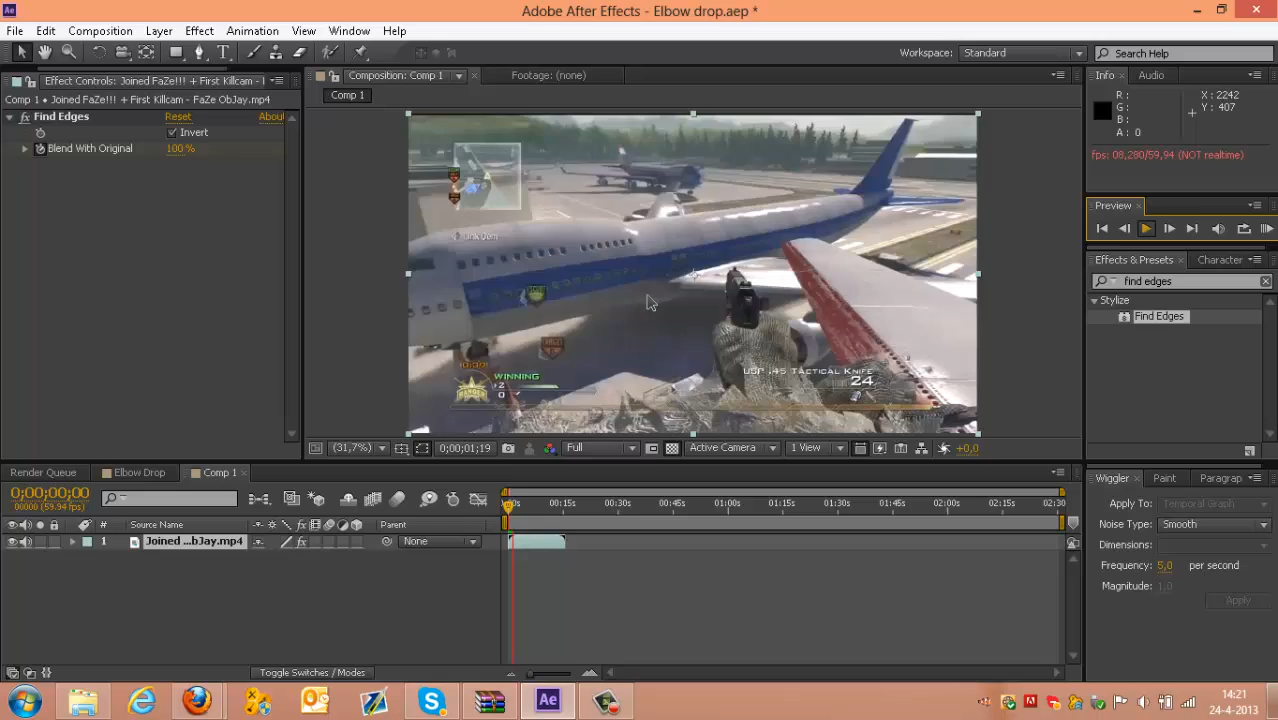 Adobe After Effects - Elbow drop.aep *
File Edit Composition Layer Effect Animation View Window Help
Workspace: Standard Search Help
Effect Controls: Joined FaZe!!! + First Killcam -
Composition: Comp 1 Footage: (none)
Info Audio
Comp 1 • Joined FaZe!!! + First Killcam - FaZe ObJay.mp4
Comp 1
R: X: 2242
G: Y: 407
B:
A: 0
Find Edges Reset Abou
Invert
Blend With Original 100 %
fps: 08,280/59,94 (NOT realtime)
Preview
Effects & Presets Character
find edges
Stylize
Find Edges
WINNING
2
0
USP .45 Tactical Knife
24
RANGER
(31,7%) 0;00;01;19 Full Active Camera 1 View +0,0
Render Queue Elbow Drop Comp 1
Wiggler Paint Paragraph
0;00;00;00
00000 (59.94 fps)
:00s 00:15s 00:30s 00:45s 01:00s 01:15s 01:30s 01:45s 02:00s 02:15s 02:30
# Source Name Parent
1 Joined ...bJay.mp4 None
Apply To: Temporal Graph
Noise Type: Smooth
Dimensions:
Frequency: 5,0 per second
Magnitude: 1,0
Apply
Toggle Switches / Modes
14:21
24-4-2013